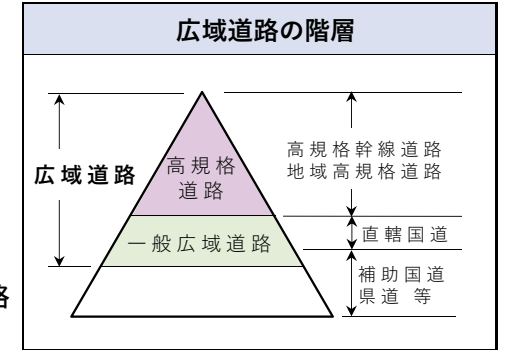 広域道路の階層
広域道路
高規格
道路
一般広域道路
高規格幹線道路
地域高規格道路
直轄国道
補助国道
県道 等
路